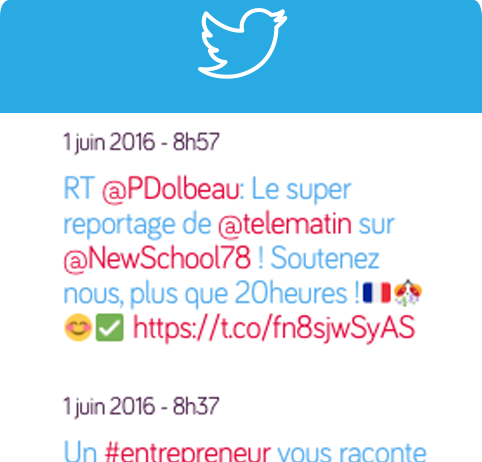 1 juin 2016 - 8h57
RT @PDolbeau: Le super
reportage de @telematin sur
@NewSchool78 ! Soutenez
nous, plus que 20heures !🇫🇷🎊
😊✅ https://t.co/fn8sjwSyAS
1 juin 2016 - 8h37
Un #entrepreneur vous raconte